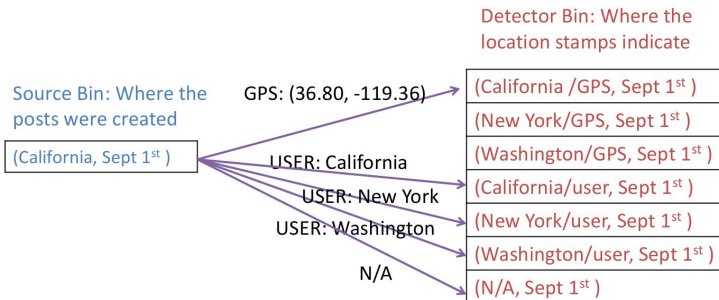 Detector Bin: Where the
location stamps indicate
Source Bin: Where the
posts were created
(California, Sept 1st )
GPS: (36.80, -119.36)
USER: California
USER: New York
USER: Washington
N/A
(California /GPS, Sept 1st )
(New York/GPS, Sept 1st )
(Washington/GPS, Sept 1st )
(California/user, Sept 1st )
(New York/user, Sept 1st )
(Washington/user, Sept 1st )
(N/A, Sept 1st )